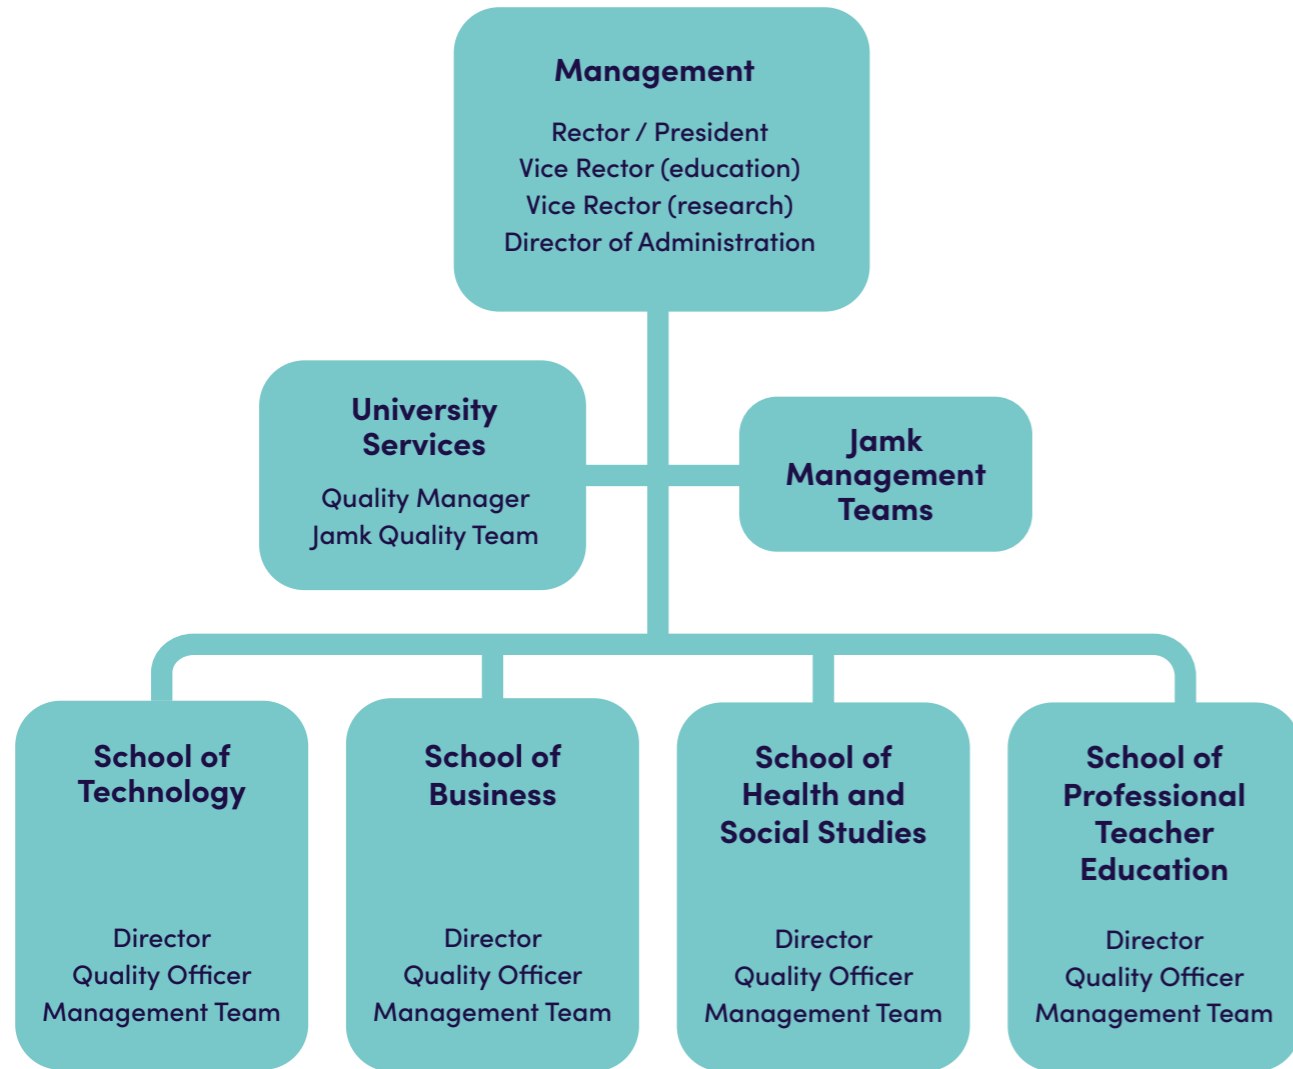 Management
Rector / President
Vice Rector (education)
Vice Rector (research)
Director of Administration
University
Services
Quality Manager
Jamk Quality Team
Jamk
Management
Teams
School of
Technology
Director
Quality Officer
Management Team
School of
Business
Director
Quality Officer
Management Team
School of
Health and
Social Studies
Director
Quality Officer
Management Team
School of
Professional
Teacher
Education
Director
Quality Officer
Management Team